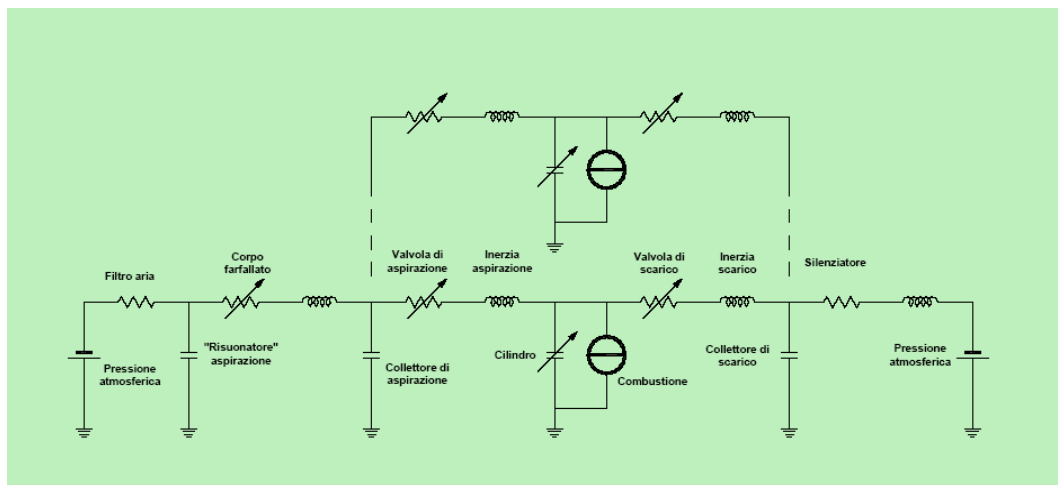 Valvola di
aspirazione
Inerzia
aspirazione
Valvola di
scarico
Inerzia
scarico
Silenziatore
Corpo
farfallato
Filtro aria
"Risuonatore"
aspirazione
Pressione
atmosferica
Collettore di
aspirazione
Cilindro
Combustione
Collettore di
scarico
Pressione
atmosferica